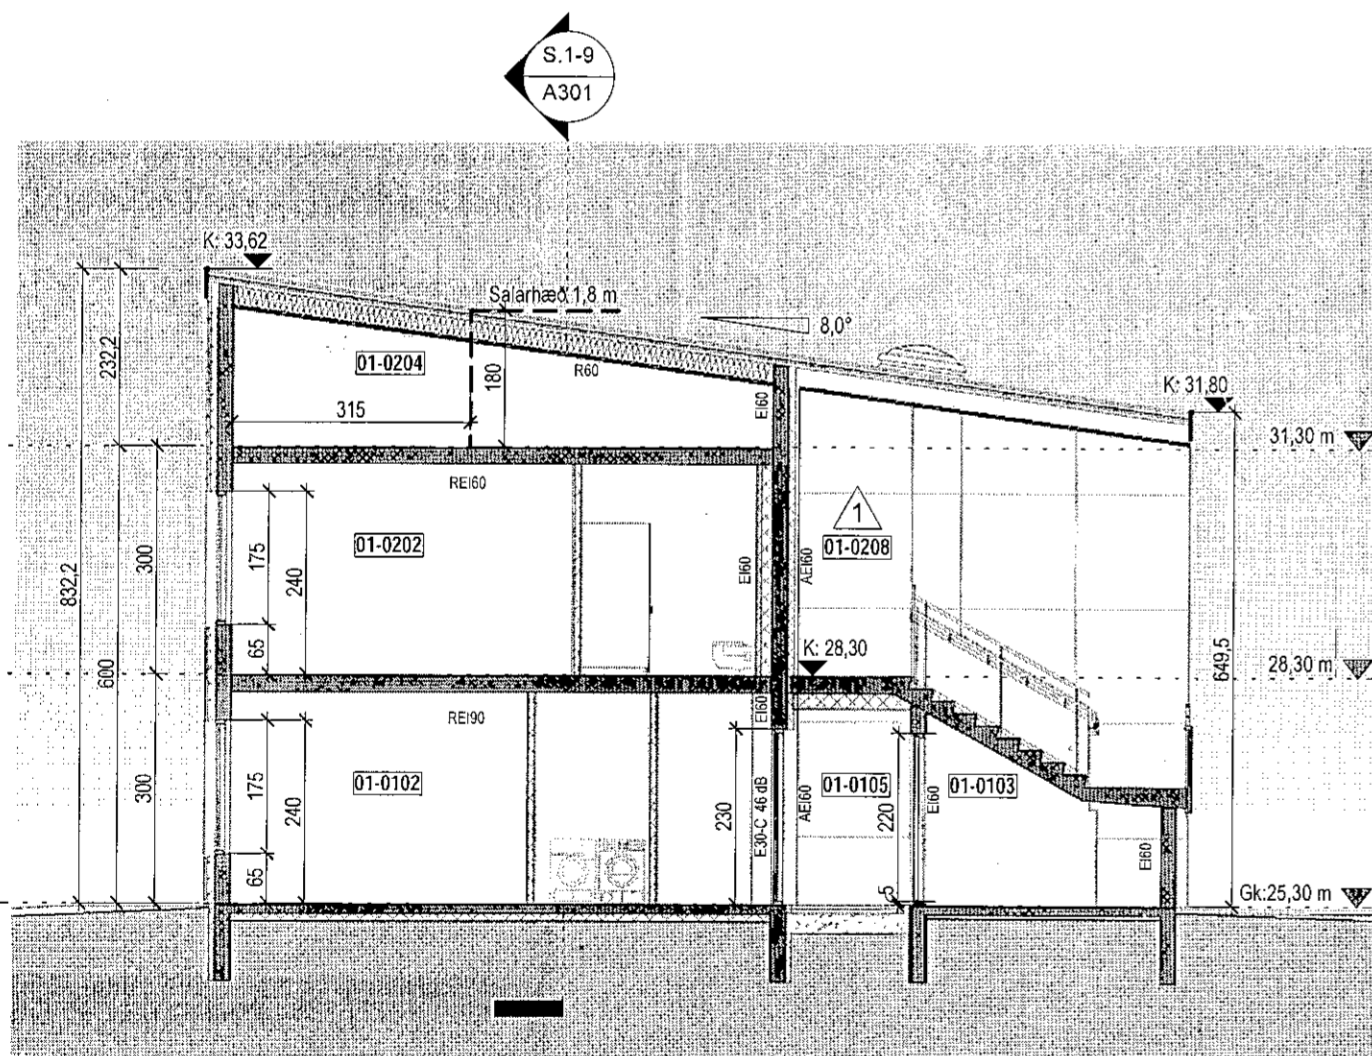 S.1-9
A301
K: 33,62
Salarhæð 1,8 m
8,0°
232,2
01-0204
180
R60
EI60
K: 31,80
315
31,30 m
REI60
1
01-0202
01-0208
175
300
240
EI60
AEI60
832,2
600
65
K: 28,30
28,30 m
649,5
REI90
EI60
175
300
240
01-0102
230
E30-C 46 dB
AEI60
01-0105
220
EI60
01-0103
EI60
65
5
Gk:25,30 m